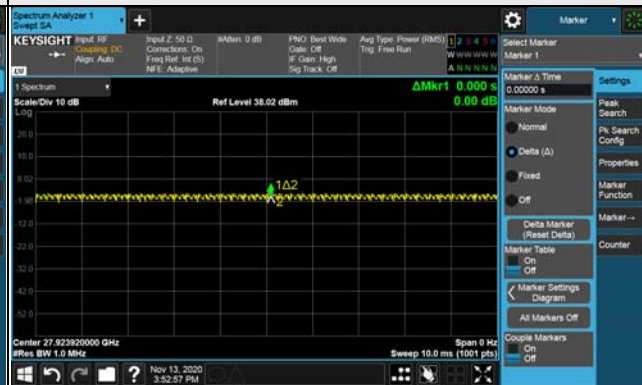 Spectrum Analyzer 1
Swept SA
+
Marker
KEYSIGHT
Input: RF
Coupling: DC
Align: Auto
Input Z: 50 Ω
Corrections: On
Freq Ref: Int (S)
NFE: Adaptive
#Atten: 0 dB
PNO: Best Wide
Gate: Off
IF Gain: High
Sig Track: Off
Avg Type: Power (RMS)
Trig: Free Run
1 2 3 4 5 6
W W W W W W
A N N N N N
LXI
Select Marker
Marker 1
1 Spectrum
ΔMkr1 0.000 s
0.00 dB
Scale/Div 10 dB
Ref Level 38.02 dBm
Log
28.0
18.0
8.02
-1.98
-12.0
-22.0
-32.0
-42.0
-52.0
1Δ2
2
Center 27.923920000 GHz
#Res BW 1.0 MHz
Span 0 Hz
Sweep 10.0 ms (1001 pts)
Marker Δ Time
0.00000 s
Marker Mode
Normal
Delta (Δ)
Fixed
Off
Delta Marker
(Reset Delta)
Marker Table
On
Off
Marker Settings
Diagram
All Markers Off
Couple Markers
On
Off
Settings
Peak
Search
Pk Search
Config
Properties
Marker
Function
Marker→
Counter
?
Nov 13, 2020
3:52:57 PM